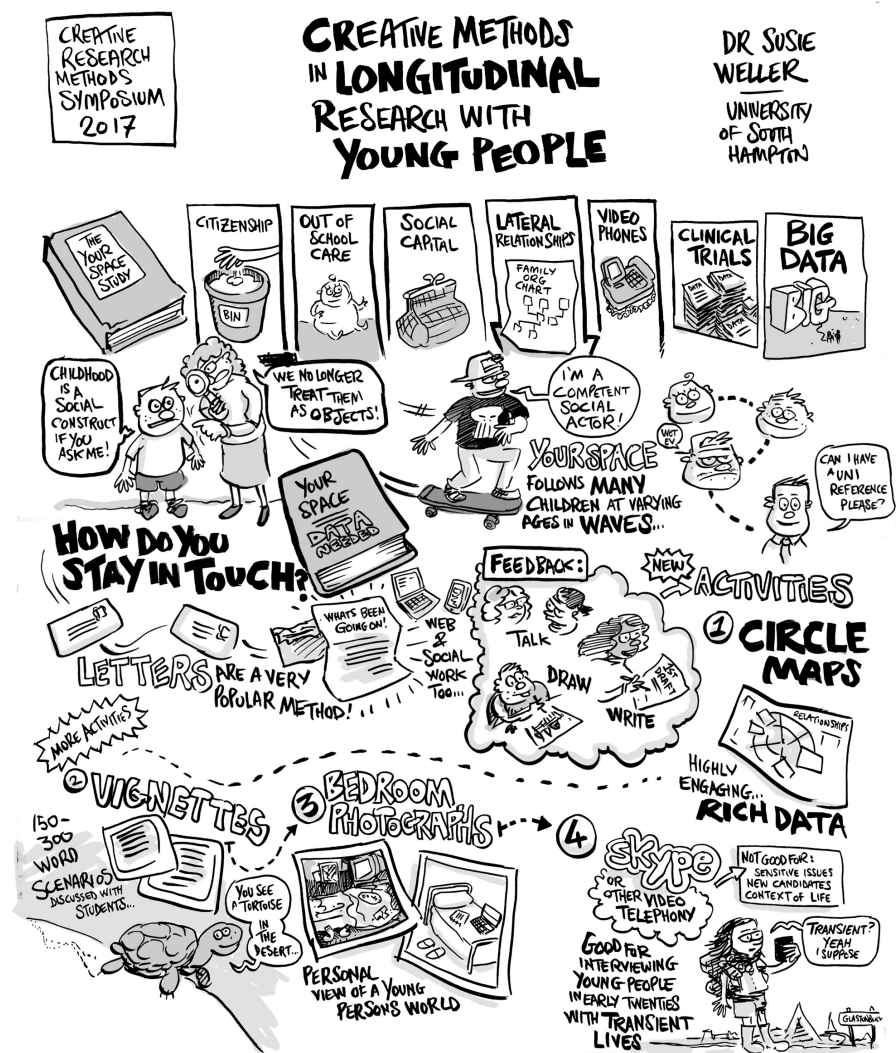 CREATIVE
RESEARCH
METHODS
SYMPOSIUM
2017
CREATIVE METHODS
IN LONGITUDINAL
RESEARCH WITH
YOUNG PEOPLE
DR SUSIE
WELLER
UNIVERSITY
OF SOUTH
HAMPTON
THE
YOUR
SPACE
STUDY
CITIZENSHIP
BIN
OUT OF
SCHOOL
CARE
SOCIAL
CAPITAL
LATERAL
RELATIONSHIPS
FAMILY
ORG
CHART
VIDEO
PHONES
CLINICAL
TRIALS
DATA
DATA
DATA
BIG
DATA
BIG
CHILDHOOD
IS A
SOCIAL
CONSTRUCT
IF YOU
ASK ME!
WE NO LONGER
TREAT THEM
AS OBJECTS!
I'M A
COMPETENT
SOCIAL
ACTOR!
YOURSPACE
FOLLOWS MANY
CHILDREN AT VARYING
AGES IN WAVES...
WOT
EV.
CAN I HAVE
A UNI
REFERENCE
PLEASE?
YOUR
SPACE
DATA
NEEDED
HOW DO YOU
STAY IN TOUCH?
LETTERS ARE A VERY
POPULAR METHOD!
WHATS BEEN
GOING ON!
WEB
&
SOCIAL
WORK
TOO...
FEEDBACK:
TALK
DRAW
WRITE
1ST
DRAFT
NEW
ACTIVITIES
1 CIRCLE
MAPS
RELATIONSHIPS
HIGHLY
ENGAGING...
RICH DATA
MORE ACTIVITIES
2 VIGNETTES
150-
300
WORD
SCENARIOS
DISCUSSED WITH
STUDENTS...
YOU SEE
A TORTOISE
IN
THE
DESERT...
3 BEDROOM
PHOTOGRAPHS
PERSONAL
VIEW OF A YOUNG
PERSONS WORLD
4
SKYPE
OR
OTHER VIDEO
TELEPHONY
NOT GOOD FOR:
SENSITIVE ISSUES
NEW CANDIDATES
CONTEXT OF LIFE
GOOD FOR
INTERVIEWING
YOUNG PEOPLE
IN EARLY TWENTIES
WITH TRANSIENT
LIVES
TRANSIENT?
YEAH
I SUPPOSE
GLASTONBURY